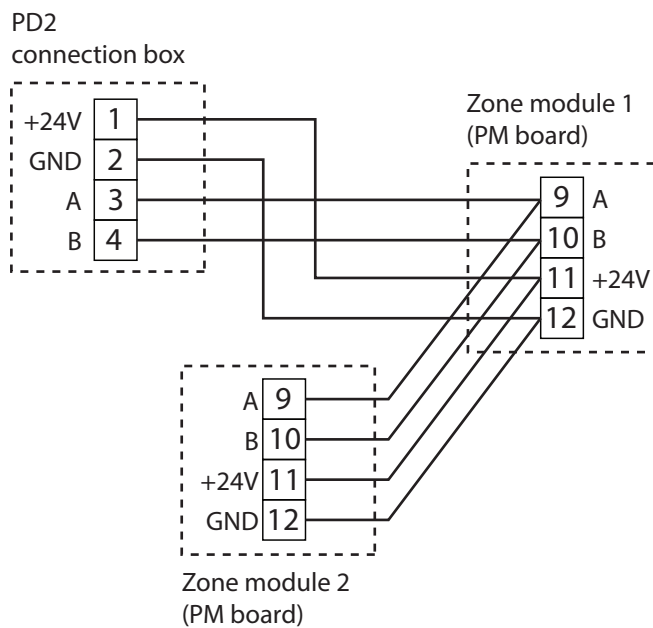 PD2
connection box
+24V 1
GND 2
A 3
B 4
Zone module 1
(PM board)
9 A
10 B
11 +24V
12 GND
A 9
B 10
+24V 11
GND 12
Zone module 2
(PM board)